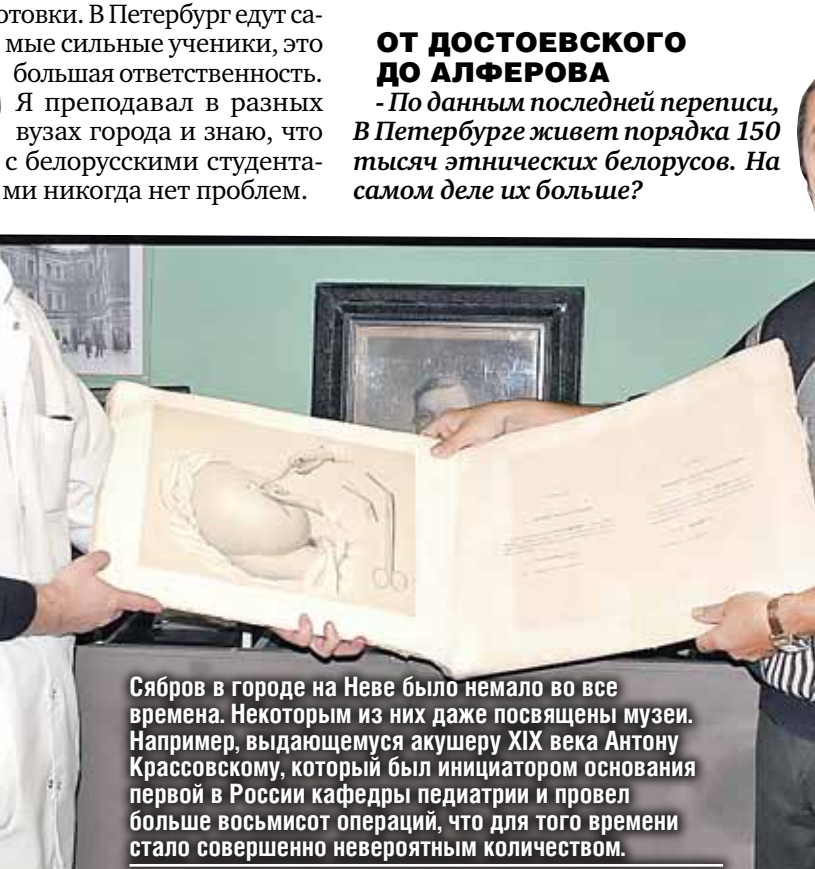 отовки. В Петербург едут са-
мые сильные ученики, это
большая ответственность.
Я преподавал в разных
вузах города и знаю, что
с белорусскими студента-
ми никогда нет проблем.
ОТ ДОСТОЕВСКОГО
ДО АЛФЕРОВА
- По данным последней переписи,
В Петербурге живет порядка 150
тысяч этнических белорусов. На
самом деле их больше?
Сябров в городе на Неве было немало во все
времена. Некоторым из них даже посвящены музеи.
Например, выдающемуся акушеру XIX века Антону
Крассовскому, который был инициатором основания
первой в России кафедры педиатрии и провел
больше восьмисот операций, что для того времени
стало совершенно невероятным количеством.